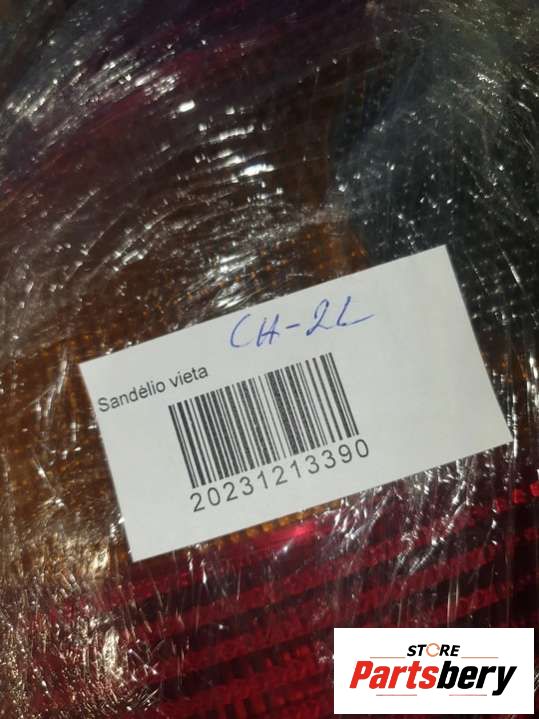 CH-2L
Sandėlio vieta
20231213390
STORE
Partsbery